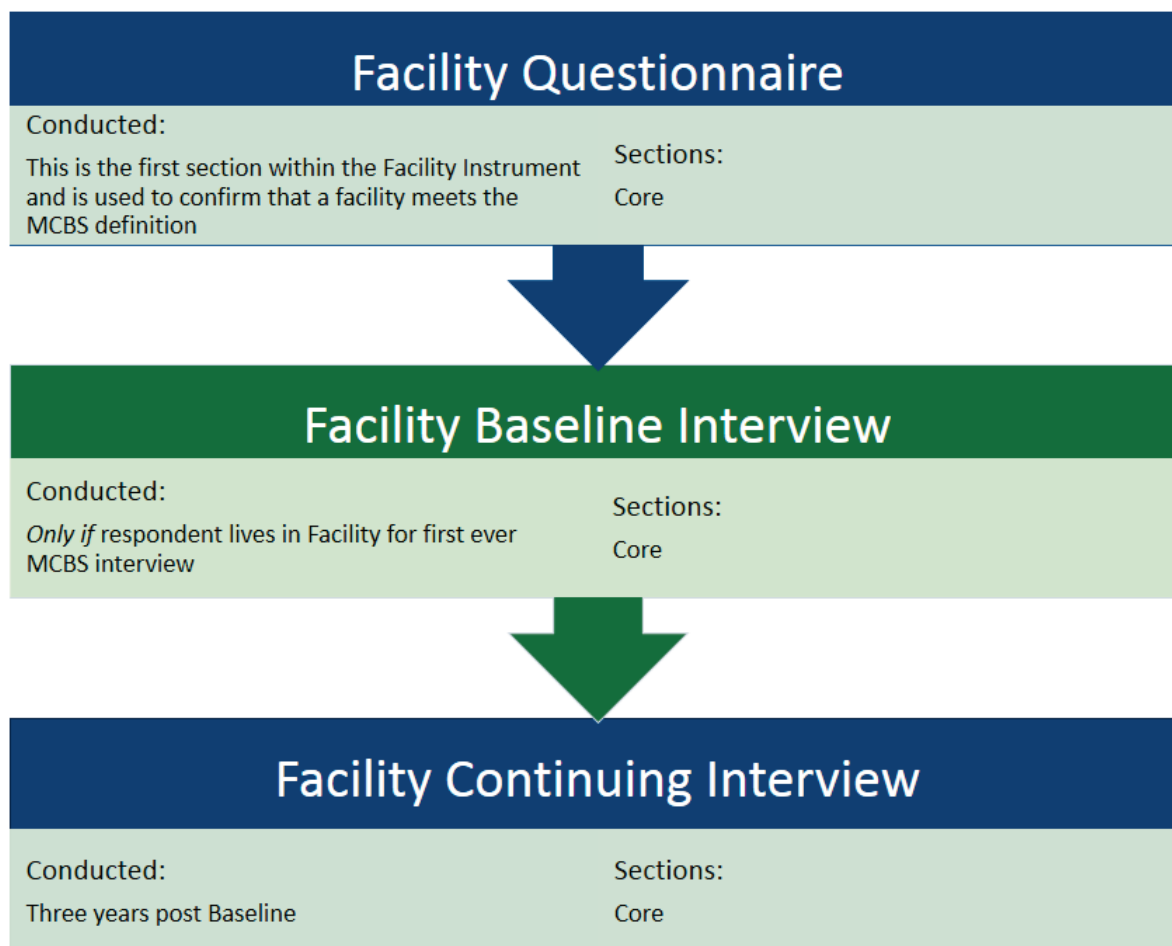 Facility Questionnaire
Conducted:
This is the first section within the Facility Instrument
and is used to confirm that a facility meets the
MCBS definition
Sections:
Core
Facility Baseline Interview
Conducted:
Only if respondent lives in Facility for first ever
MCBS interview
Sections:
Core
Facility Continuing Interview
Conducted:
Three years post Baseline
Sections:
Core